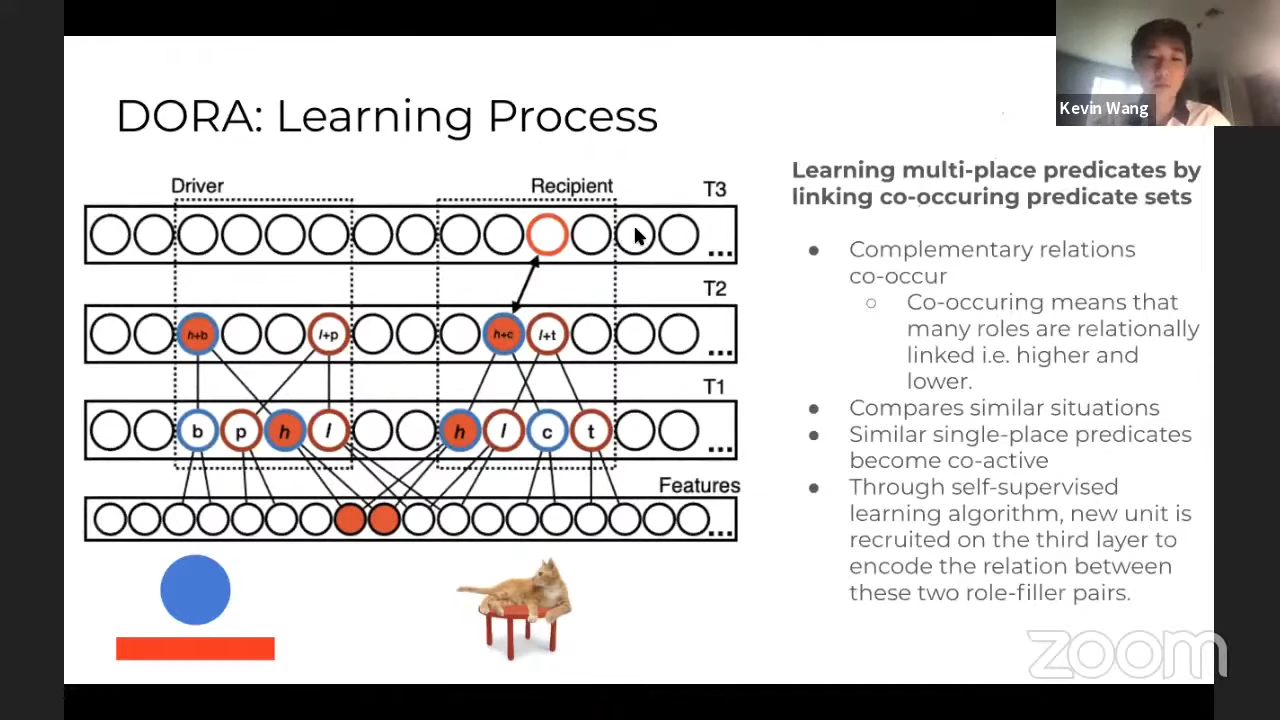 Kevin Wang
DORA: Learning Process
Driver
Recipient
T3
...
T2
h+b
l+p
h+c
l+t
...
T1
b
p
h
l
h
l
c
t
...
Features
...
Learning multi-place predicates by
linking co-occuring predicate sets
● Complementary relations
co-occur
○ Co-occuring means that
many roles are relationally
linked i.e. higher and
lower.
● Compares similar situations
● Similar single-place predicates
become co-active
● Through self-supervised
learning algorithm, new unit is
recruited on the third layer to
encode the relation between
these two role-filler pairs.
zoom